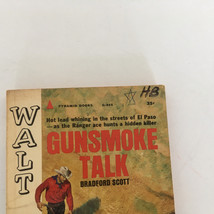 HB
PYRAMID BOOKS
35¢
Hot lead whining in the streets of El Paso
— as the Ranger ace hunts a hidden killer
WALT
GUNSMOKE
TALK
BRADFORD SCOTT